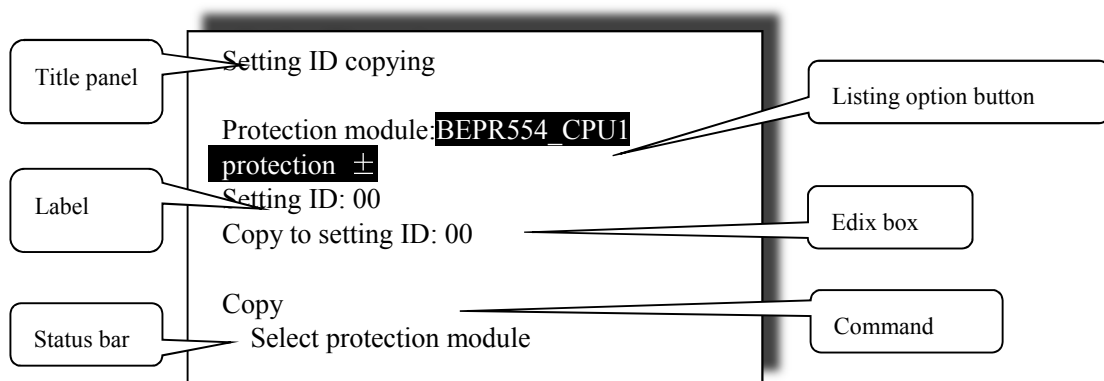 Setting ID copying
Title panel
Listing option button
Protection module:BEPR554_CPU1
protection ±
Setting ID: 00
Label
Copy to setting ID: 00
Edix box
Copy
Command
Status bar
Select protection module